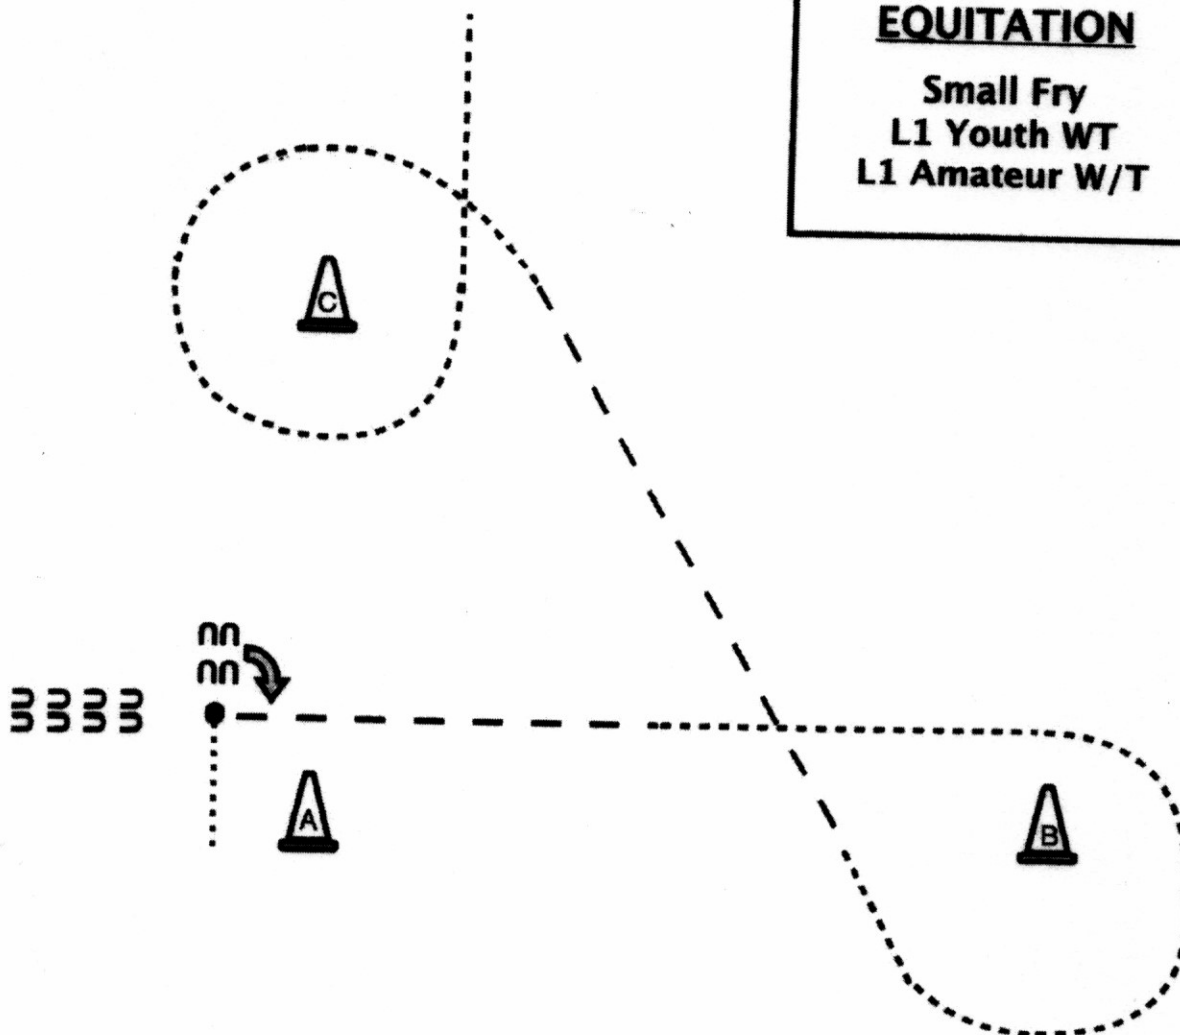 EQUITATION
Small Fry
L1 Youth WT
L1 Amateur W/T
C
A
B